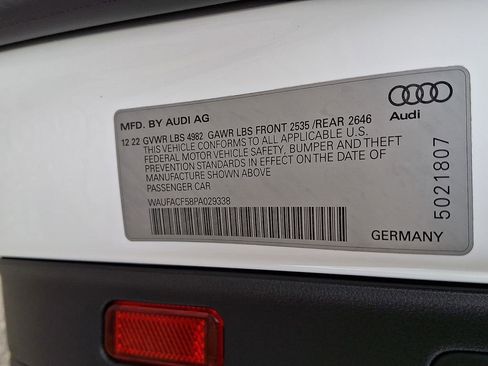 MFD. BY AUDI AG
12 22 GVWR LBS 4982 GAWR LBS FRONT 2535 /REAR 2646
THIS VEHICLE CONFORMS TO ALL APPLICABLE U.S.
FEDERAL MOTOR VEHICLE SAFETY, BUMPER AND THEFT
PREVENTION STANDARDS IN EFFECT ON THE DATE OF
MANUFACTURE SHOWN ABOVE
PASSENGER CAR
WAUFACF58PA029338
Audi
5021807
GERMANY